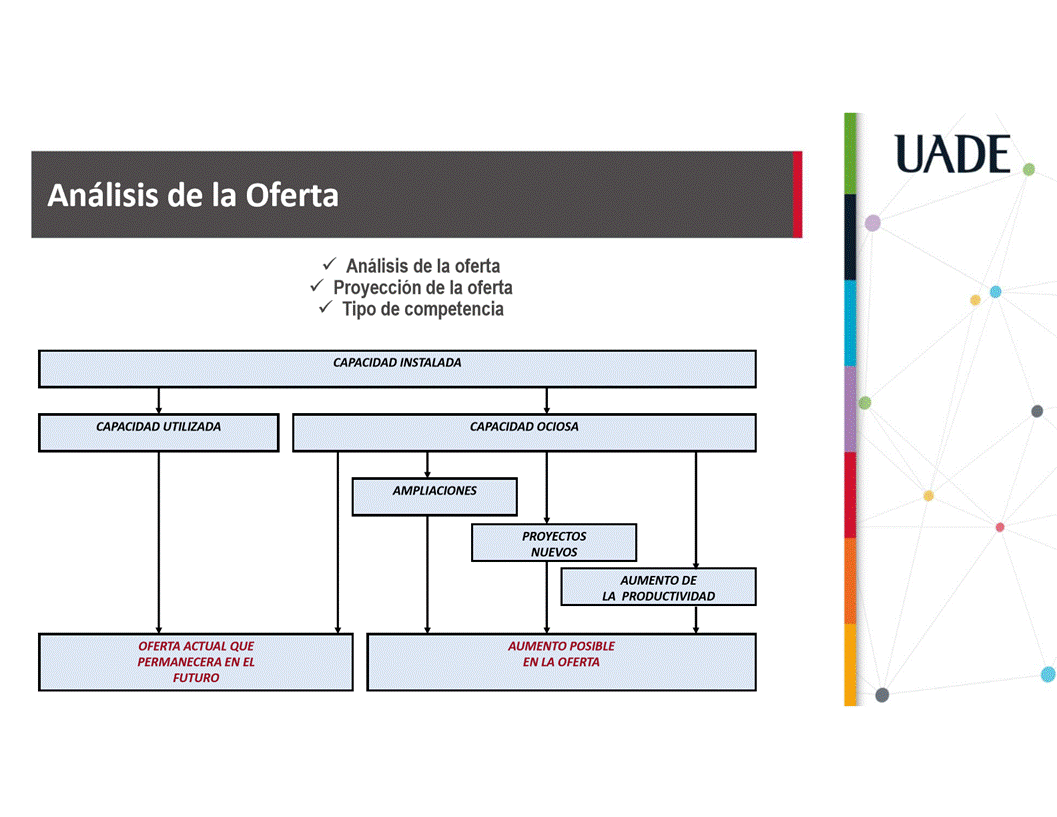 UADE
Análisis de la Oferta
✓ Análisis de la oferta
✓ Proyección de la oferta
✓ Tipo de competencia
CAPACIDAD INSTALADA
CAPACIDAD UTILIZADA
CAPACIDAD OCIOSA
AMPLIACIONES
PROYECTOS
NUEVOS
AUMENTO DE
LA PRODUCTIVIDAD
OFERTA ACTUAL QUE
PERMANECERA EN EL
FUTURO
AUMENTO POSIBLE
EN LA OFERTA